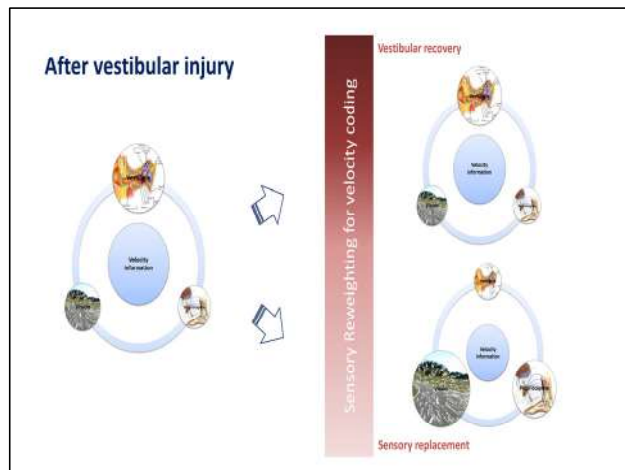 After vestibular injury
Velocity
information
Sensory Reweighting for velocity coding
Vestibular recovery
Velocity
information
Velocity
information
Sensory replacement